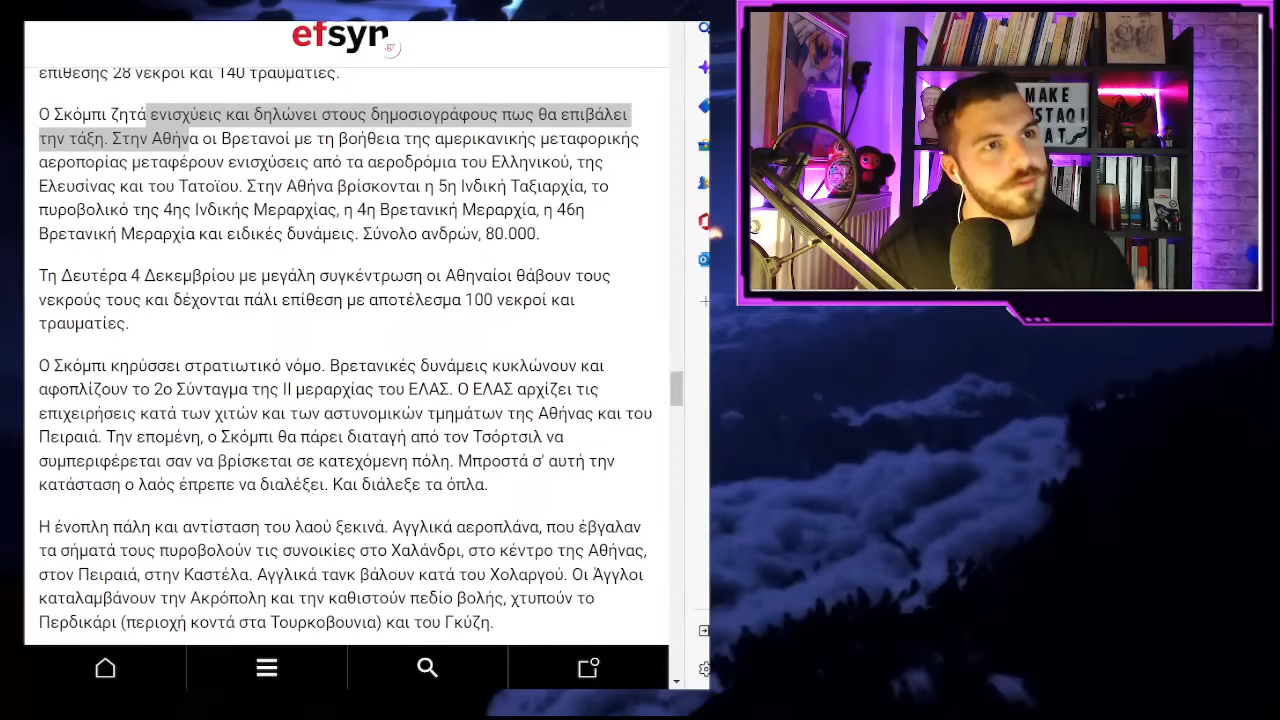 efsyn.gr
επίθεσης 28 νεκροί και 140 τραυματίες.
Ο Σκόμπι ζητά ενισχύεις και δηλώνει στους δημοσιογράφους πως θα επιβάλει
την τάξη. Στην Αθήνα οι Βρετανοί με τη βοήθεια της αμερικανικής μεταφορικής
αεροπορίας μεταφέρουν ενισχύσεις από τα αεροδρόμια του Ελληνικού, της
Ελευσίνας και του Τατοΐου. Στην Αθήνα βρίσκονται η 5η Ινδική Ταξιαρχία, το
πυροβολικό της 4ης Ινδικής Μεραρχίας, η 4η Βρετανική Μεραρχία, η 46η
Βρετανική Μεραρχία και ειδικές δυνάμεις. Σύνολο ανδρών, 80.000.
Τη Δευτέρα 4 Δεκεμβρίου με μεγάλη συγκέντρωση οι Αθηναίοι θάβουν τους
νεκρούς τους και δέχονται πάλι επίθεση με αποτέλεσμα 100 νεκροί και
τραυματίες.
Ο Σκόμπι κηρύσσει στρατιωτικό νόμο. Βρετανικές δυνάμεις κυκλώνουν και
αφοπλίζουν το 2ο Σύνταγμα της ΙΙ μεραρχίας του ΕΛΑΣ. Ο ΕΛΑΣ αρχίζει τις
επιχειρήσεις κατά των χιτών και των αστυνομικών τμημάτων της Αθήνας και του
Πειραιά. Την επομένη, ο Σκόμπι θα πάρει διαταγή από τον Τσόρτσιλ να
συμπεριφέρεται σαν να βρίσκεται σε κατεχόμενη πόλη. Μπροστά σ' αυτή την
κατάσταση ο λαός έπρεπε να διαλέξει. Και διάλεξε τα όπλα.
Η ένοπλη πάλη και αντίσταση του λαού ξεκινά. Αγγλικά αεροπλάνα, που έβγαλαν
τα σήματά τους πυροβολούν τις συνοικίες στο Χαλάνδρι, στο κέντρο της Αθήνας,
στον Πειραιά, στην Καστέλα. Αγγλικά τανκ βάλουν κατά του Χολαργού. Οι Άγγλοι
καταλαμβάνουν την Ακρόπολη και την καθιστούν πεδίο βολής, χτυπούν το
Περδικάρι (περιοχή κοντά στα Τουρκοβουνια) και του Γκύζη.
MAKE